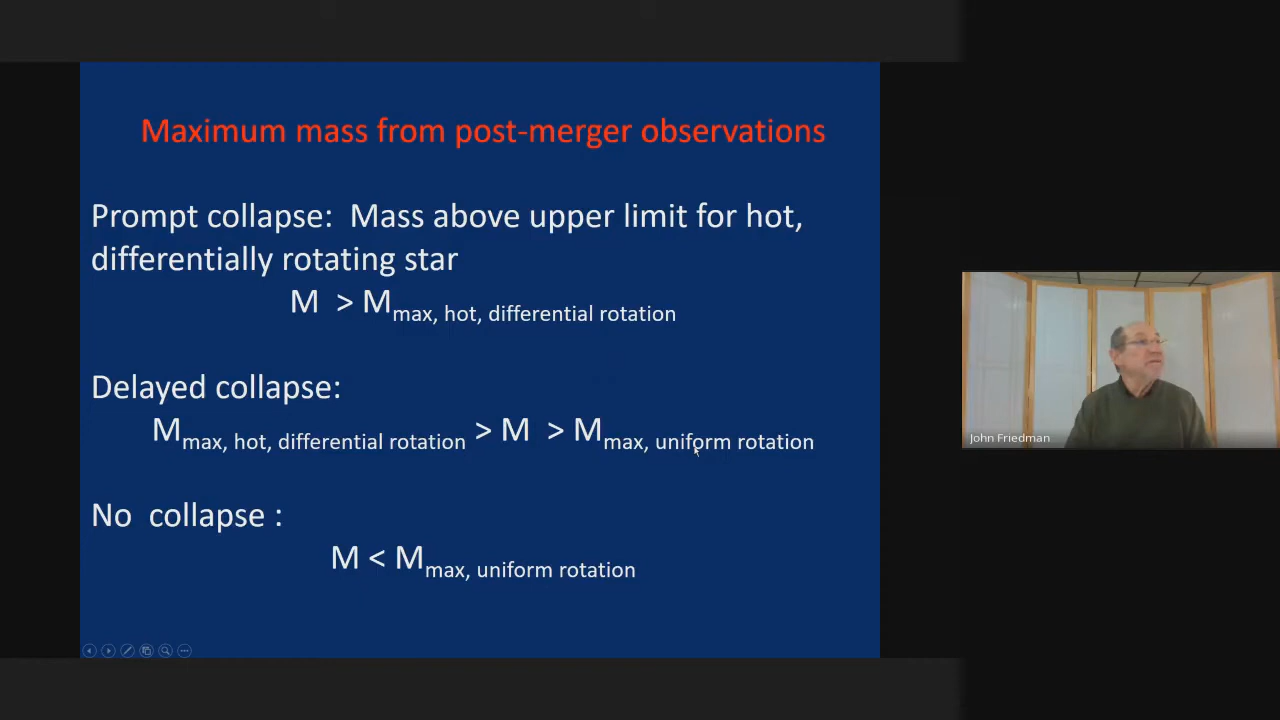 Maximum mass from post-merger observations
Prompt collapse: Mass above upper limit for hot,
differentially rotating star
M > Mmax, hot, differential rotation
Delayed collapse:
Mmax, hot, differential rotation > M > Mmax, uniform rotation
No collapse :
M < Mmax, uniform rotation
John Friedman